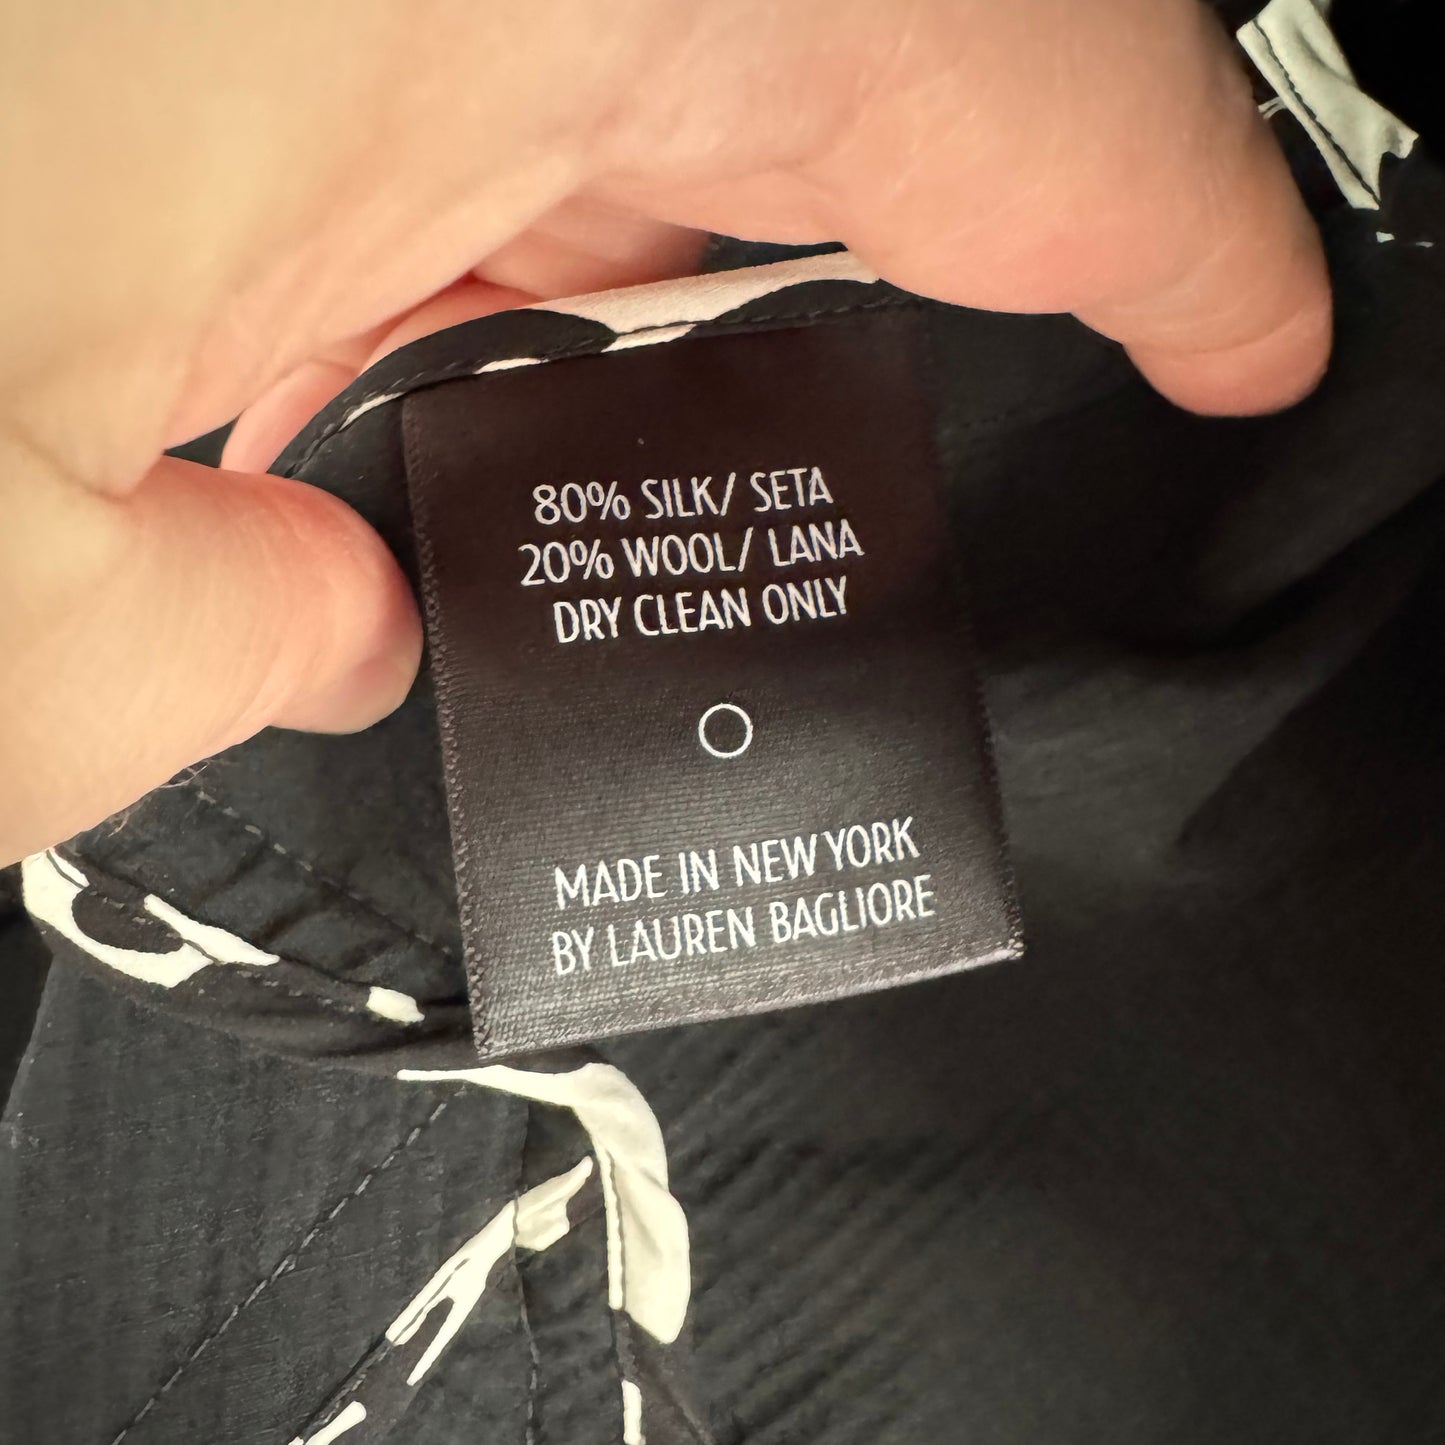 80% SILK/ SETA
20% WOOL/ LANA
DRY CLEAN ONLY
MADE IN NEW YORK
BY LAUREN BAGLIORE